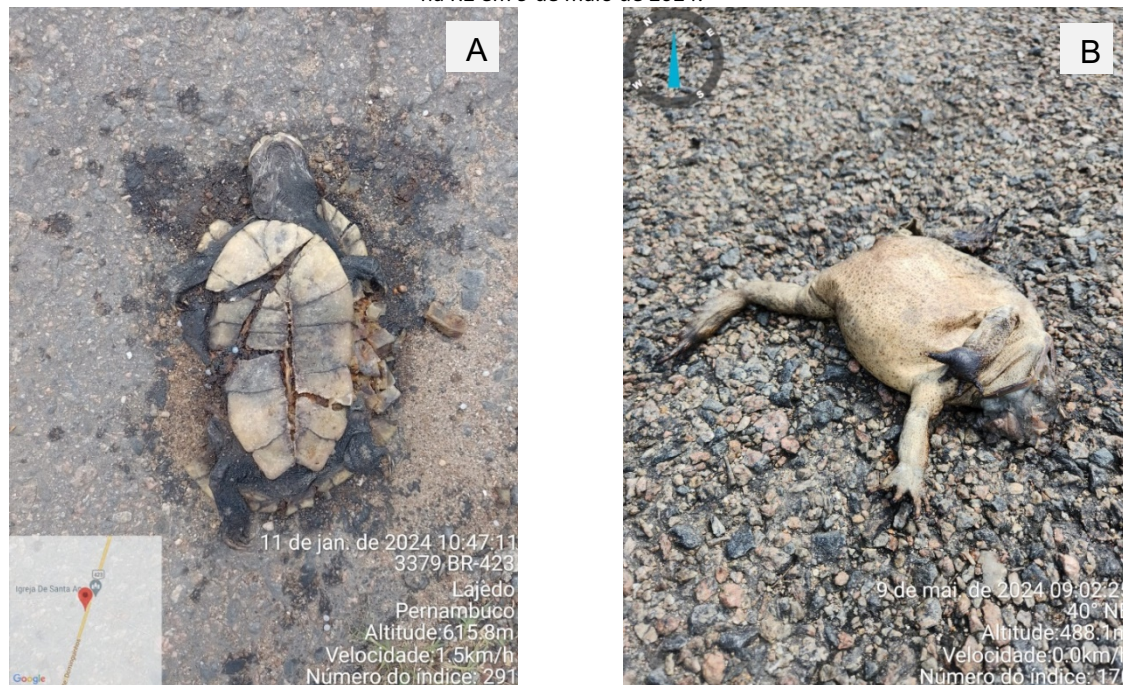 A
11 de jan. de 2024 10:47:11
3379 BR-423
Lajedo
Pernambuco
Altitude:615.8m
Velocidade:1.5km/h
Número do índice: 291
423
Igreja De Santa
Google
B
N
E
W
S
9 de mai. de 2024 09:02:2
40° N
Altitude:488.1m
Velocidade:0.0km/
Número do índice: 17